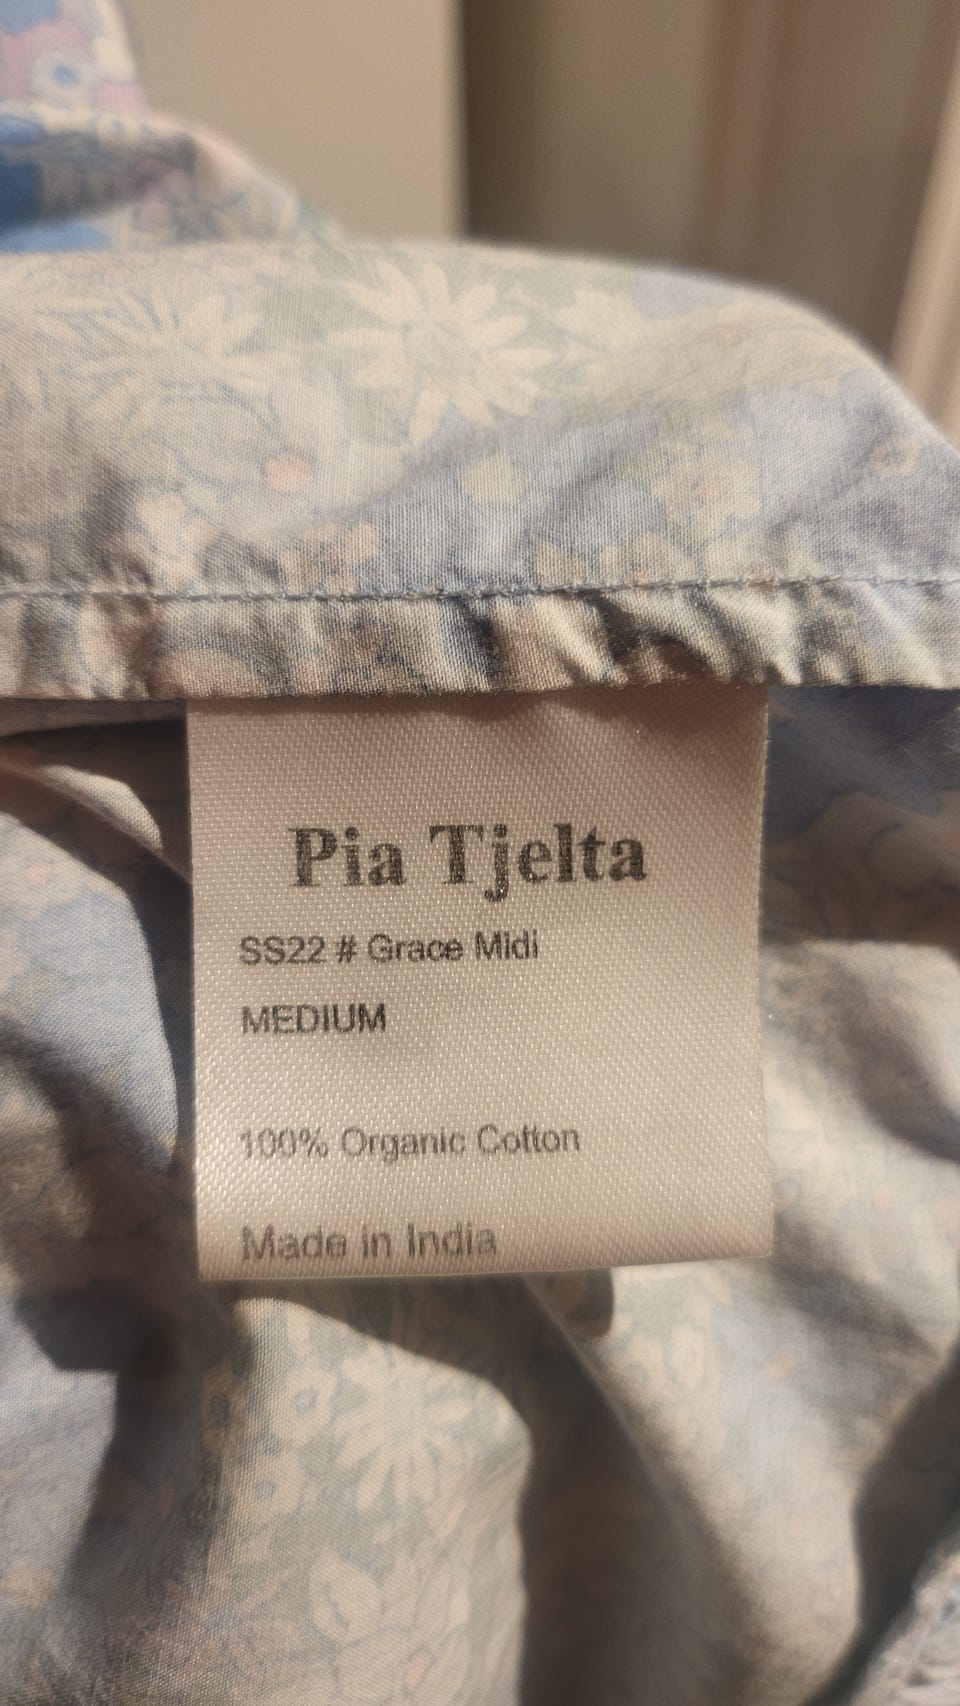 Pia Tjelta
SS22 # Grace Midi
MEDIUM
100% Organic Cotton
Made in India